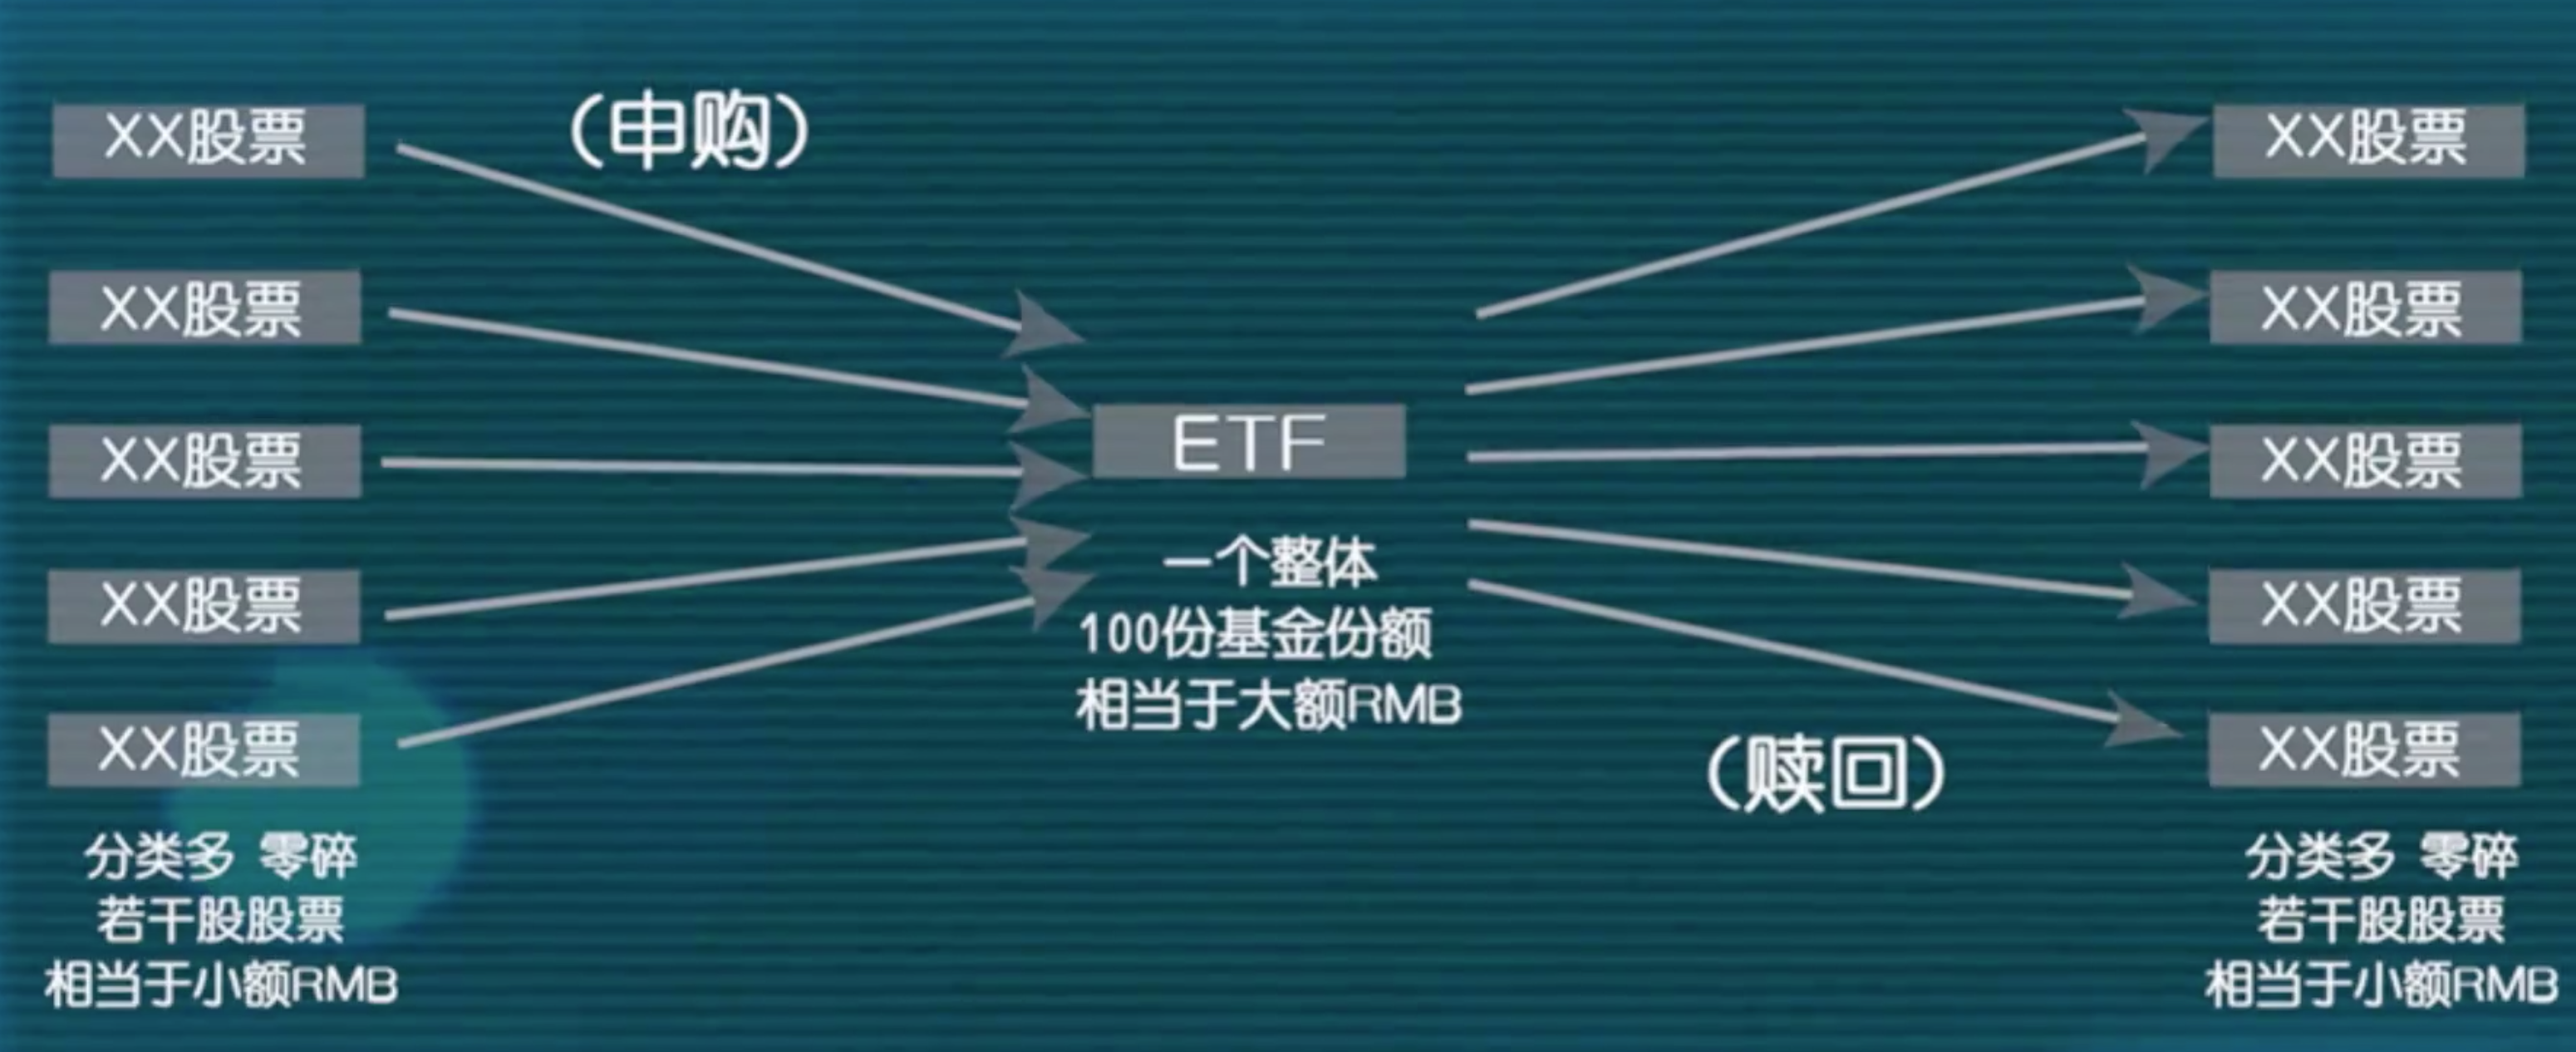 XX股票
XX股票
XX股票
XX股票
XX股票
分类多 零碎
若干股股票
相当于小额RMB
(申购)
ETF
一个整体
100份基金份额
相当于大额RMB
(赎回)
XX股票
XX股票
XX股票
XX股票
XX股票
分类多 零碎
若干股股票
相当于小额RMB